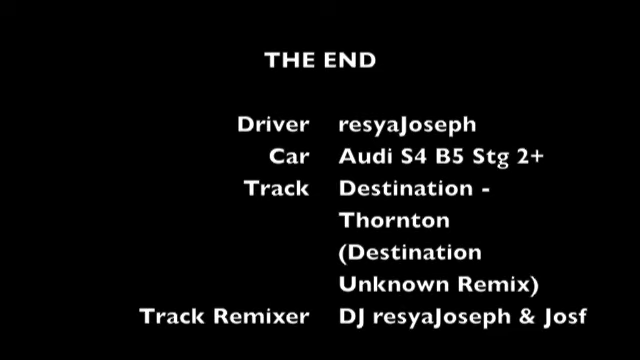 THE END
Driver resyaJoseph
Car Audi S4 B5 Stg 2+
Track Destination -
Thornton
(Destination
Unknown Remix)
Track Remixer DJ resyaJoseph & Josf